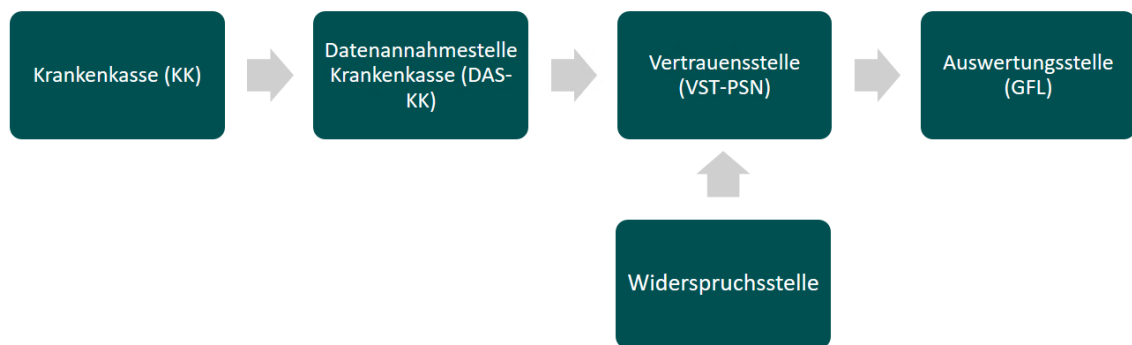 Krankenkasse (KK)
Datenannahmestelle
Krankenkasse (DAS-
KK)
Vertrauensstelle
(VST-PSN)
Auswertungsstelle
(GFL)
Widerspruchsstelle